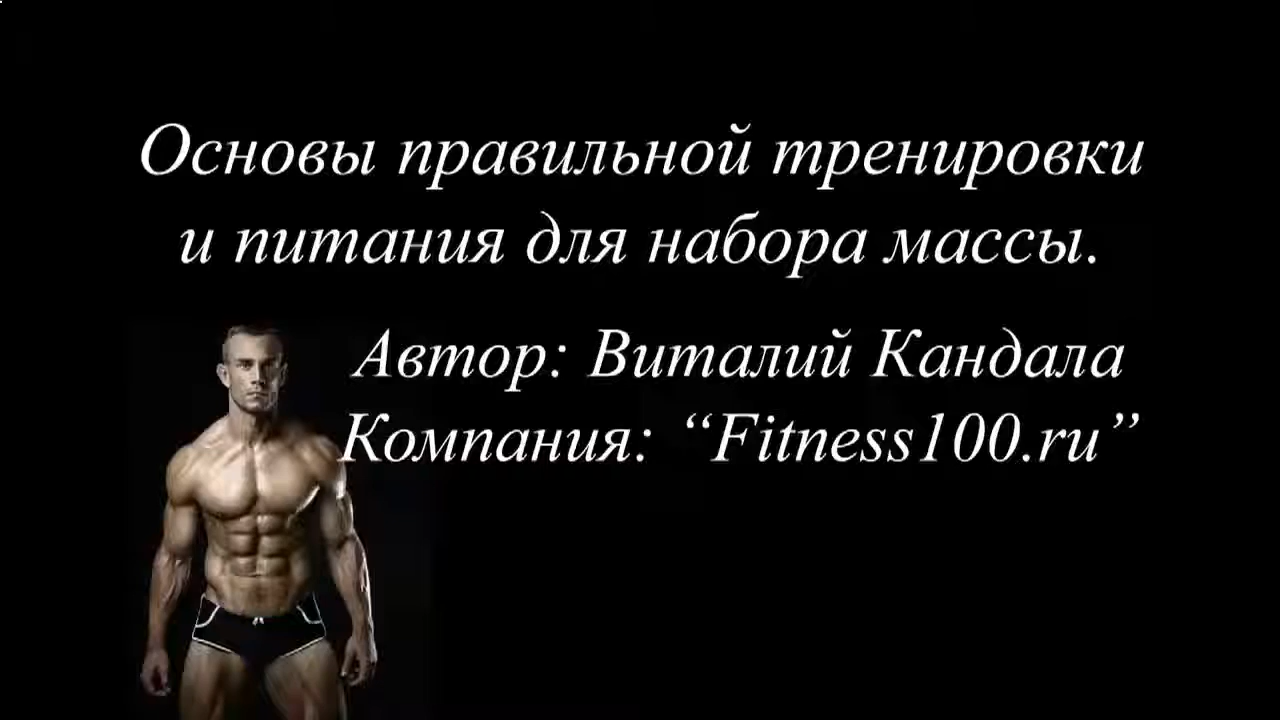 Основы правильной тренировки
и питания для набора массы.
Автор: Виталий Кандала
Компания: “Fitness100.ru”